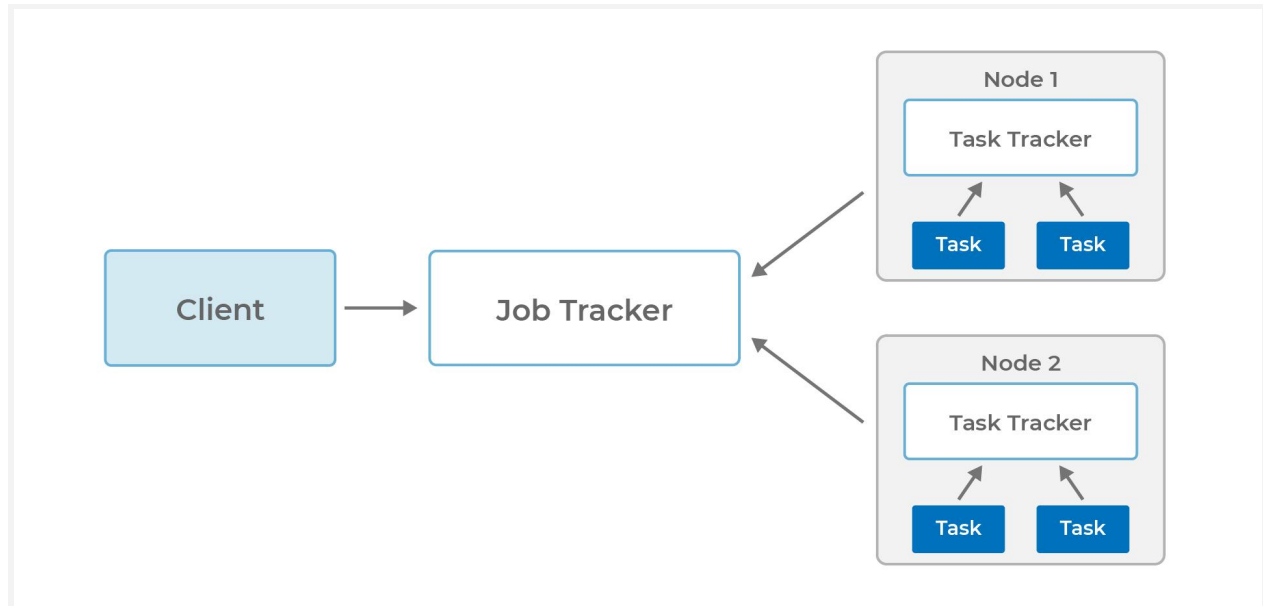 Client
Job Tracker
Node 1
Task Tracker
Task
Task
Node 2
Task Tracker
Task
Task